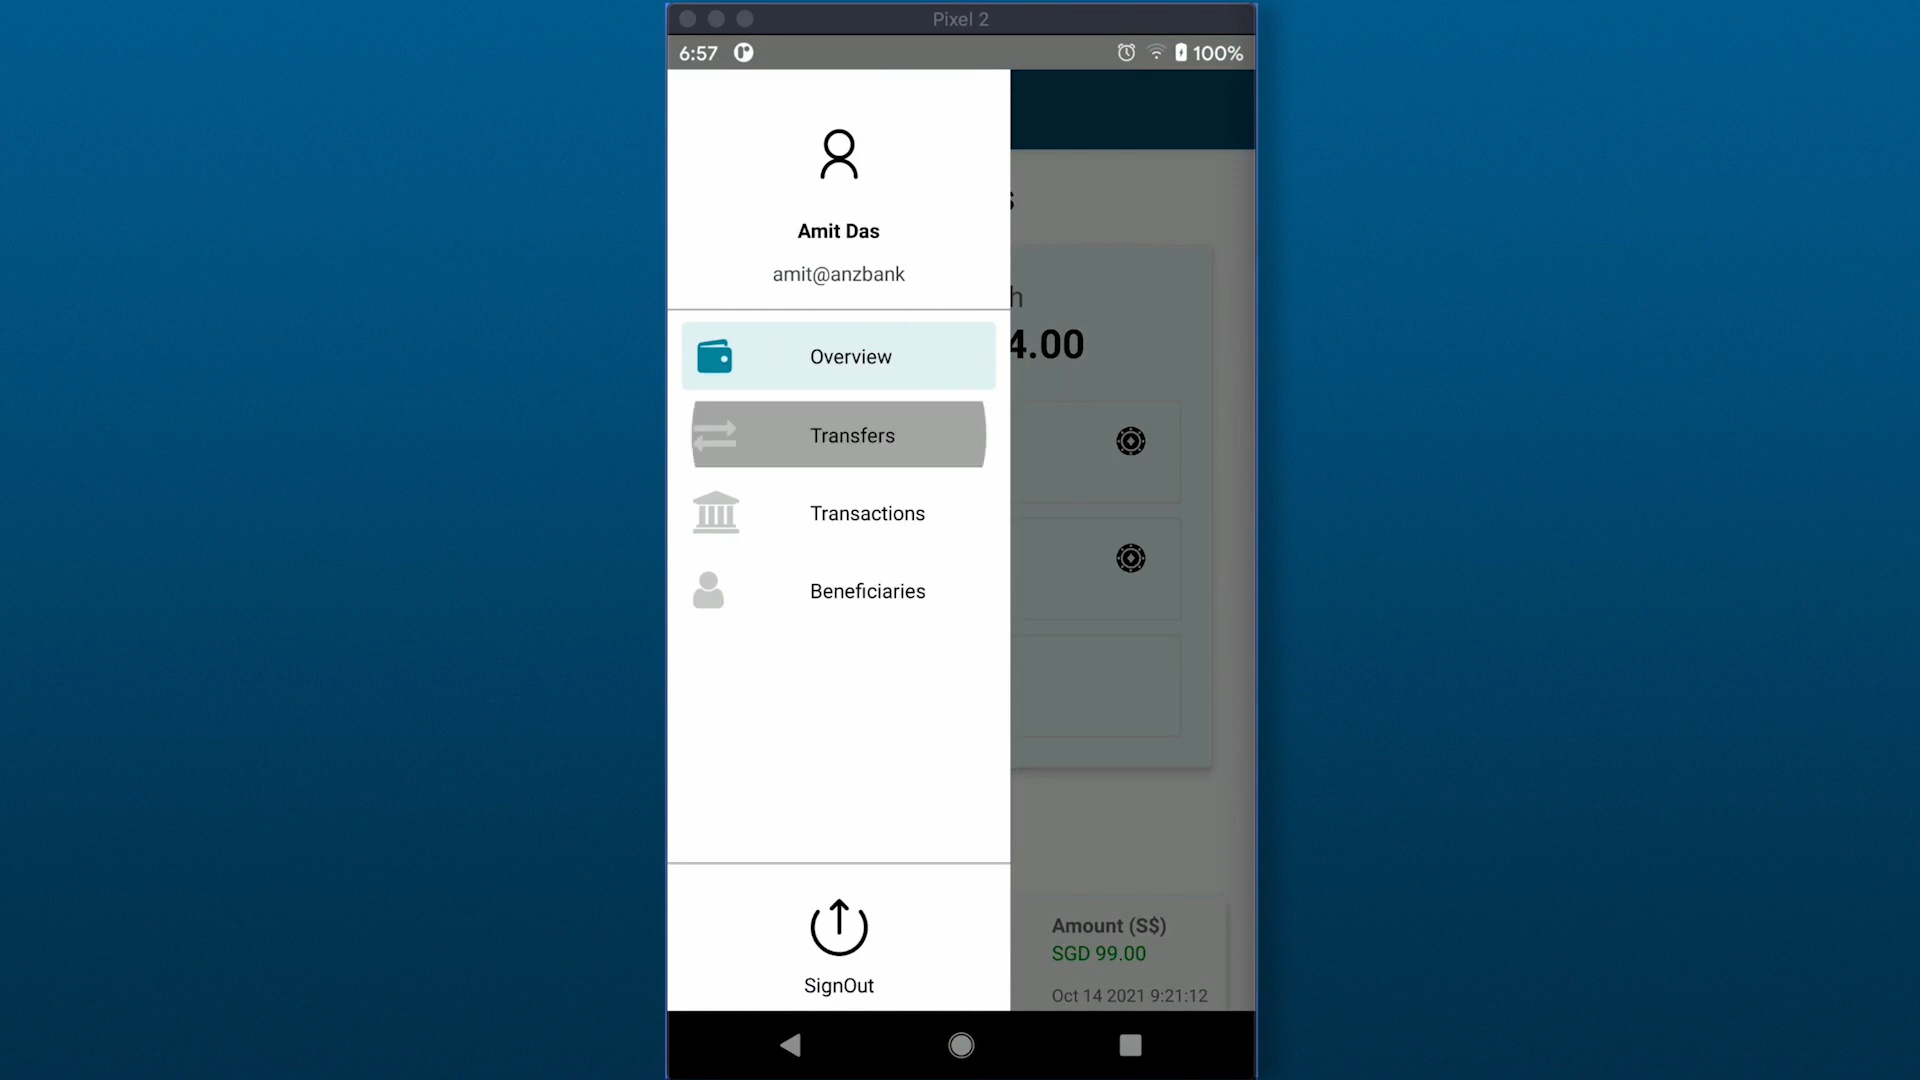 Pixel 2
6:57
100%
Amit Das
amit@anzbank
Overview
4.00
Transfers
Transactions
Beneficiaries
Amount (S$)
SGD 99.00
Oct 14 2021 9:21:12
SignOut